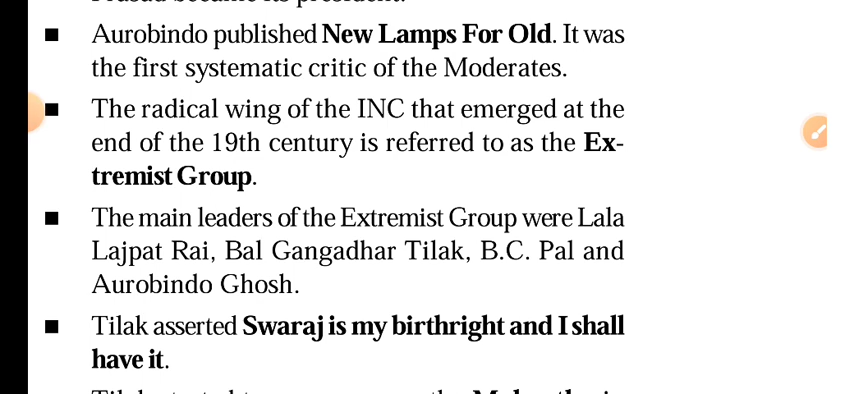 ■ Aurobindo published New Lamps For Old. It was
the first systematic critic of the Moderates.
■ The radical wing of the INC that emerged at the
end of the 19th century is referred to as the Ex-
tremist Group.
■ The main leaders of the Extremist Group were Lala
Lajpat Rai, Bal Gangadhar Tilak, B.C. Pal and
Aurobindo Ghosh.
■ Tilak asserted Swaraj is my birthright and I shall
have it.